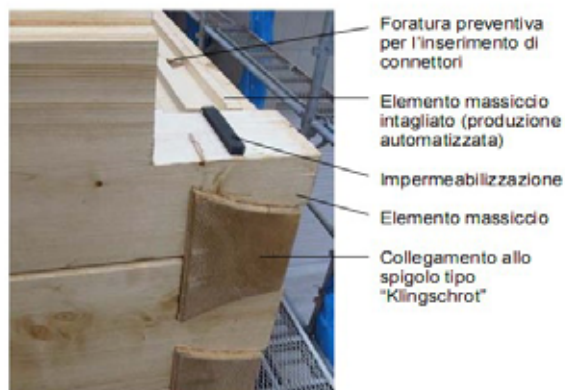 Foratura preventiva
per l'inserimento di
connettori
Elemento massiccio
intagliato (produzione
automatizzata)
Impermeabilizzazione
Elemento massiccio
Collegamento allo
spigolo tipo
"Klingschrot"